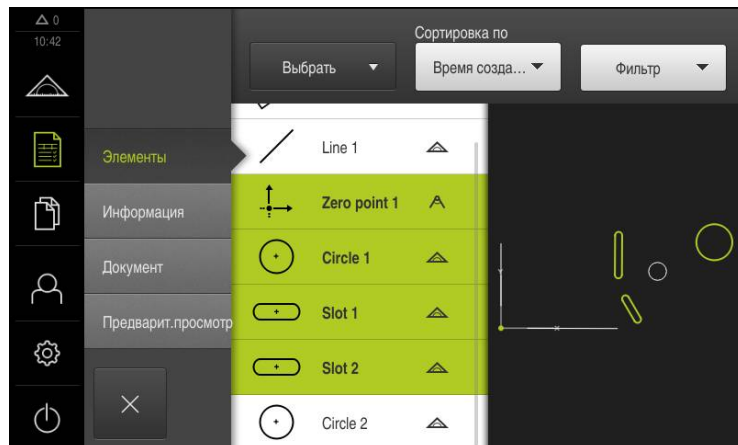 0
10:42
Сортировка по
Выбрать
Время созда...
Фильтр
Элементы
Информация
Документ
Предварит.просмотр
Line 1
Zero point 1
Circle 1
Slot 1
Slot 2
Circle 2